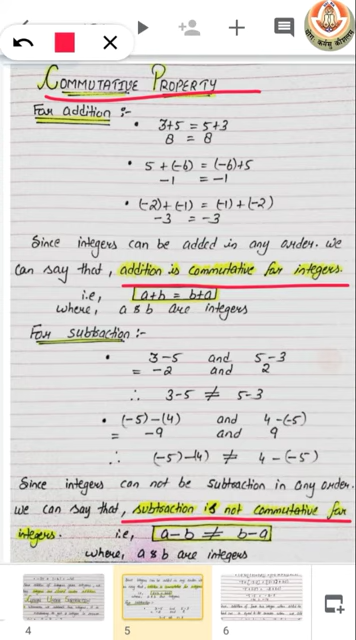 COMMUTATIVE PROPERTY
For addition :-
• 3+5 = 5+3
8 = 8
• 5 + (-6) = (-6)+5
-1 = -1
• (-2)+(-1) = (-1)+(-2)
-3 = -3
Since integers can be added in any order. we
can say that, addition is commutative for integers.
i.e, a+b = b+a
where, a & b are integers
For subtraction :-
• 3-5 and 5-3
= -2 and 2
∴ 3-5 ≠ 5-3
• (-5)-(4) and 4-(-5)
= -9 and 9
∴ (-5)-(4) ≠ 4-(-5)
Since integers can not be subtraction in any order.
we can say that, subtraction is not commutative for
integers. i.e, a-b ≠ b-a
where, a & b are integers
4
5
6